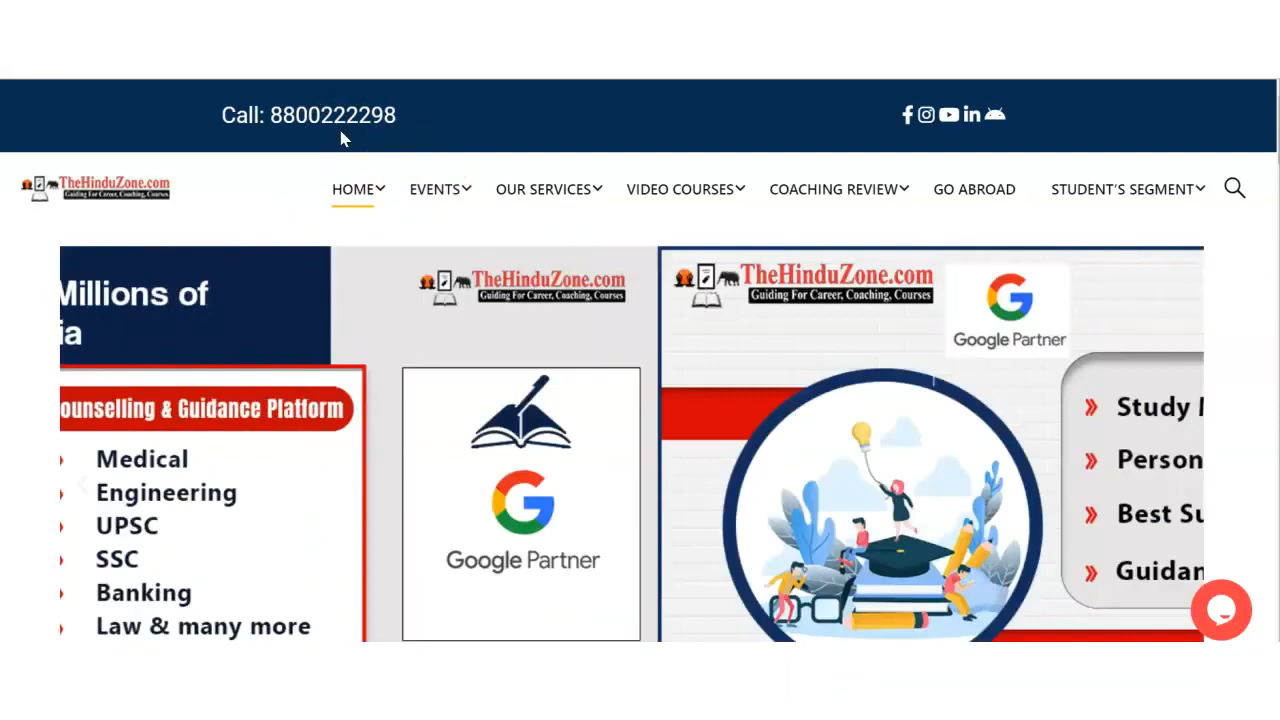 Call: 8800222298
TheHinduZone.com
Guiding For Career, Coaching, Courses
HOME EVENTS OUR SERVICES VIDEO COURSES COACHING REVIEW GO ABROAD STUDENT'S SEGMENT
Millions of
ia
ounselling & Guidance Platform
Medical
Engineering
UPSC
SSC
Banking
Law & many more
TheHinduZone.com
Guiding For Career, Coaching, Courses
Google Partner
TheHinduZone.com
Guiding For Career, Coaching, Courses
Google Partner
Study
Person
Best Su
Guidan